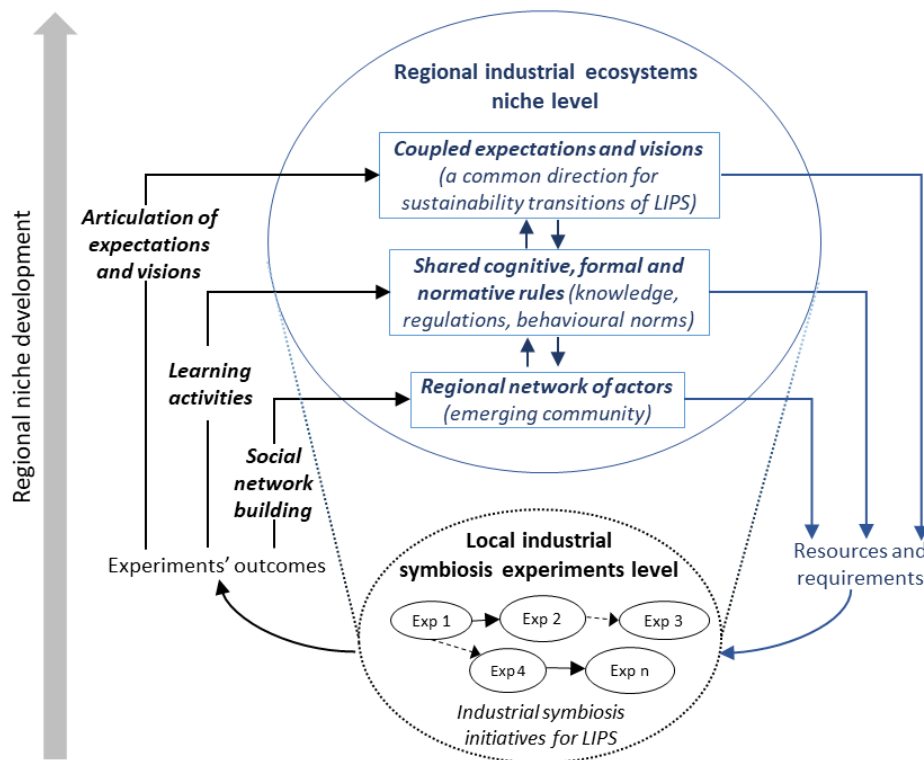 Regional niche development
Regional industrial ecosystems
niche level
Coupled expectations and visions
(a common direction for
sustainability transitions of LIPS)
Articulation of
expectations
and visions
Shared cognitive, formal and
normative rules (knowledge,
regulations, behavioural norms)
Learning
activities
Regional network of actors
(emerging community)
Social
network
building
Experiments' outcomes
Resources and
requirements
Local industrial
symbiosis experiments level
Exp 1
Exp 2
Exp 3
Exp 4
Exp n
Industrial symbiosis
initiatives for LIPS